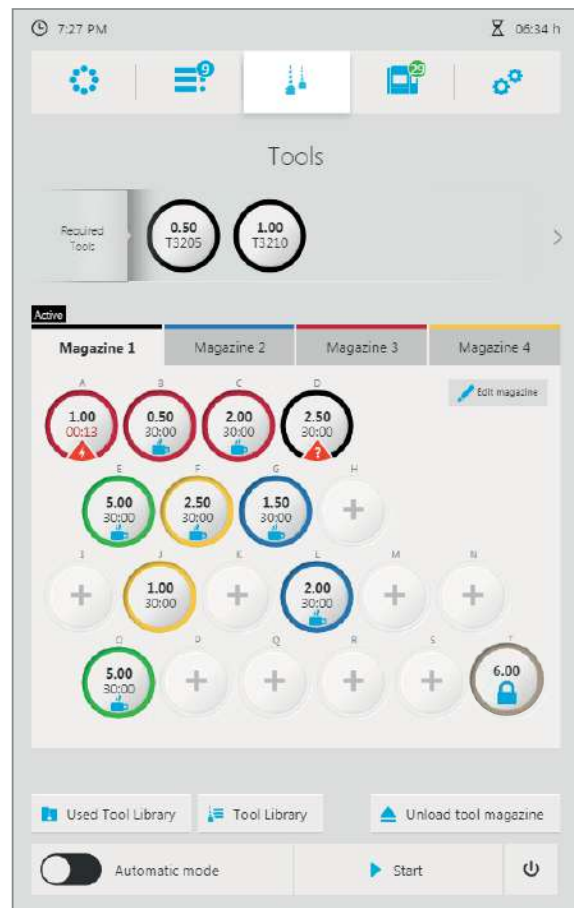 7:27 PM
06:34 h
9
29
Tools
Required
Tools
0.50
T3205
1.00
T3210
Active
Magazine 1
Magazine 2
Magazine 3
Magazine 4
A
B
C
D
1.00
00:13
0.50
30:00
2.00
30:00
2.50
30:00
?
Edit magazine
E
F
G
H
5.00
30:00
2.50
30:00
1.50
30:00
+
I
J
K
L
M
N
+
1.00
30:00
+
2.00
30:00
+
+
O
P
Q
R
S
T
5.00
30:00
+
+
+
+
6.00
Used Tool Library
Tool Library
Unload tool magazine
Automatic mode
Start